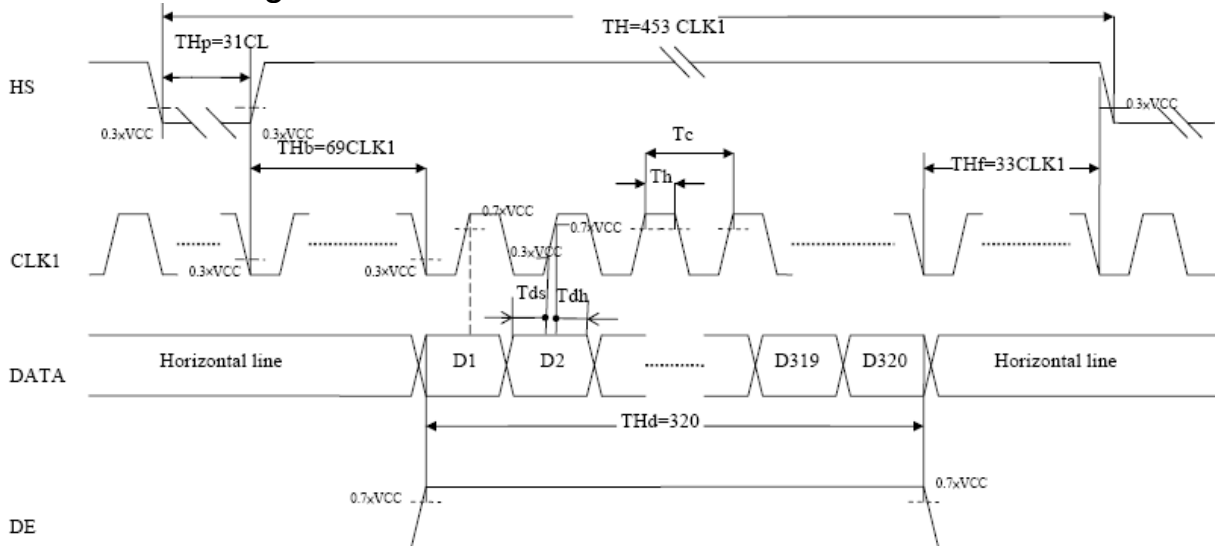 TH=453 CLK1
THp=31CL
HS
0.3xVCC
0.3xVCC
0.3xVCC
THb=69CLK1
Tc
Th
THf=33CLK1
0.7xVCC
0.7xVCC
CLK1
0.3xVCC
0.3xVCC
0.3xVCC
Tds
Tdh
DATA
Horizontal line
D1
D2
D319
D320
Horizontal line
THd=320
0.7xVCC
0.7xVCC
DE